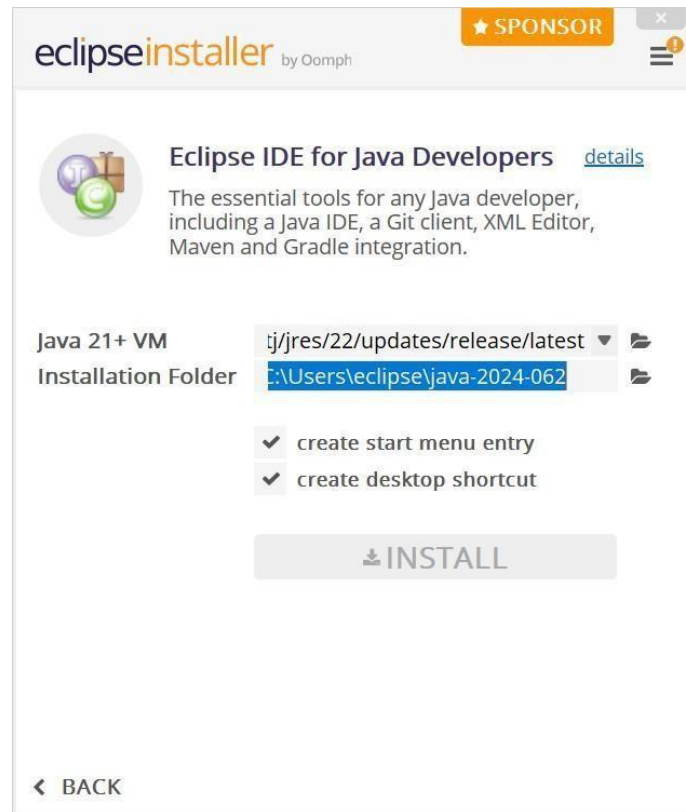 ★ SPONSOR
eclipseinstaller by Oomph
Eclipse IDE for Java Developers details
The essential tools for any Java developer,
including a Java IDE, a Git client, XML Editor,
Maven and Gradle integration.
Java 21+ VM tj/jres/22/updates/release/latest
Installation Folder C:\Users\eclipse\java-2024-062
create start menu entry
create desktop shortcut
INSTALL
BACK